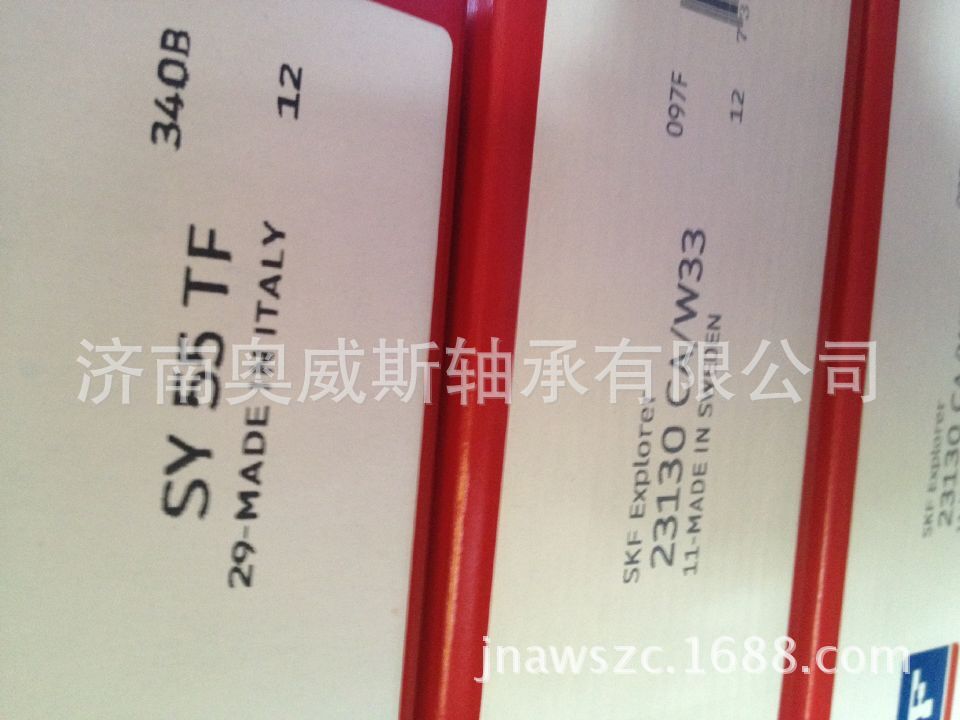 SY 55 TF 340B
29-MADE IN ITALY 12
SKF Explorer
23130 CA/W33 097F
11-MADE IN SWEDEN 12
SKF Explorer
23130
济南奥威斯轴承有限公司
jnawszc.1688.com